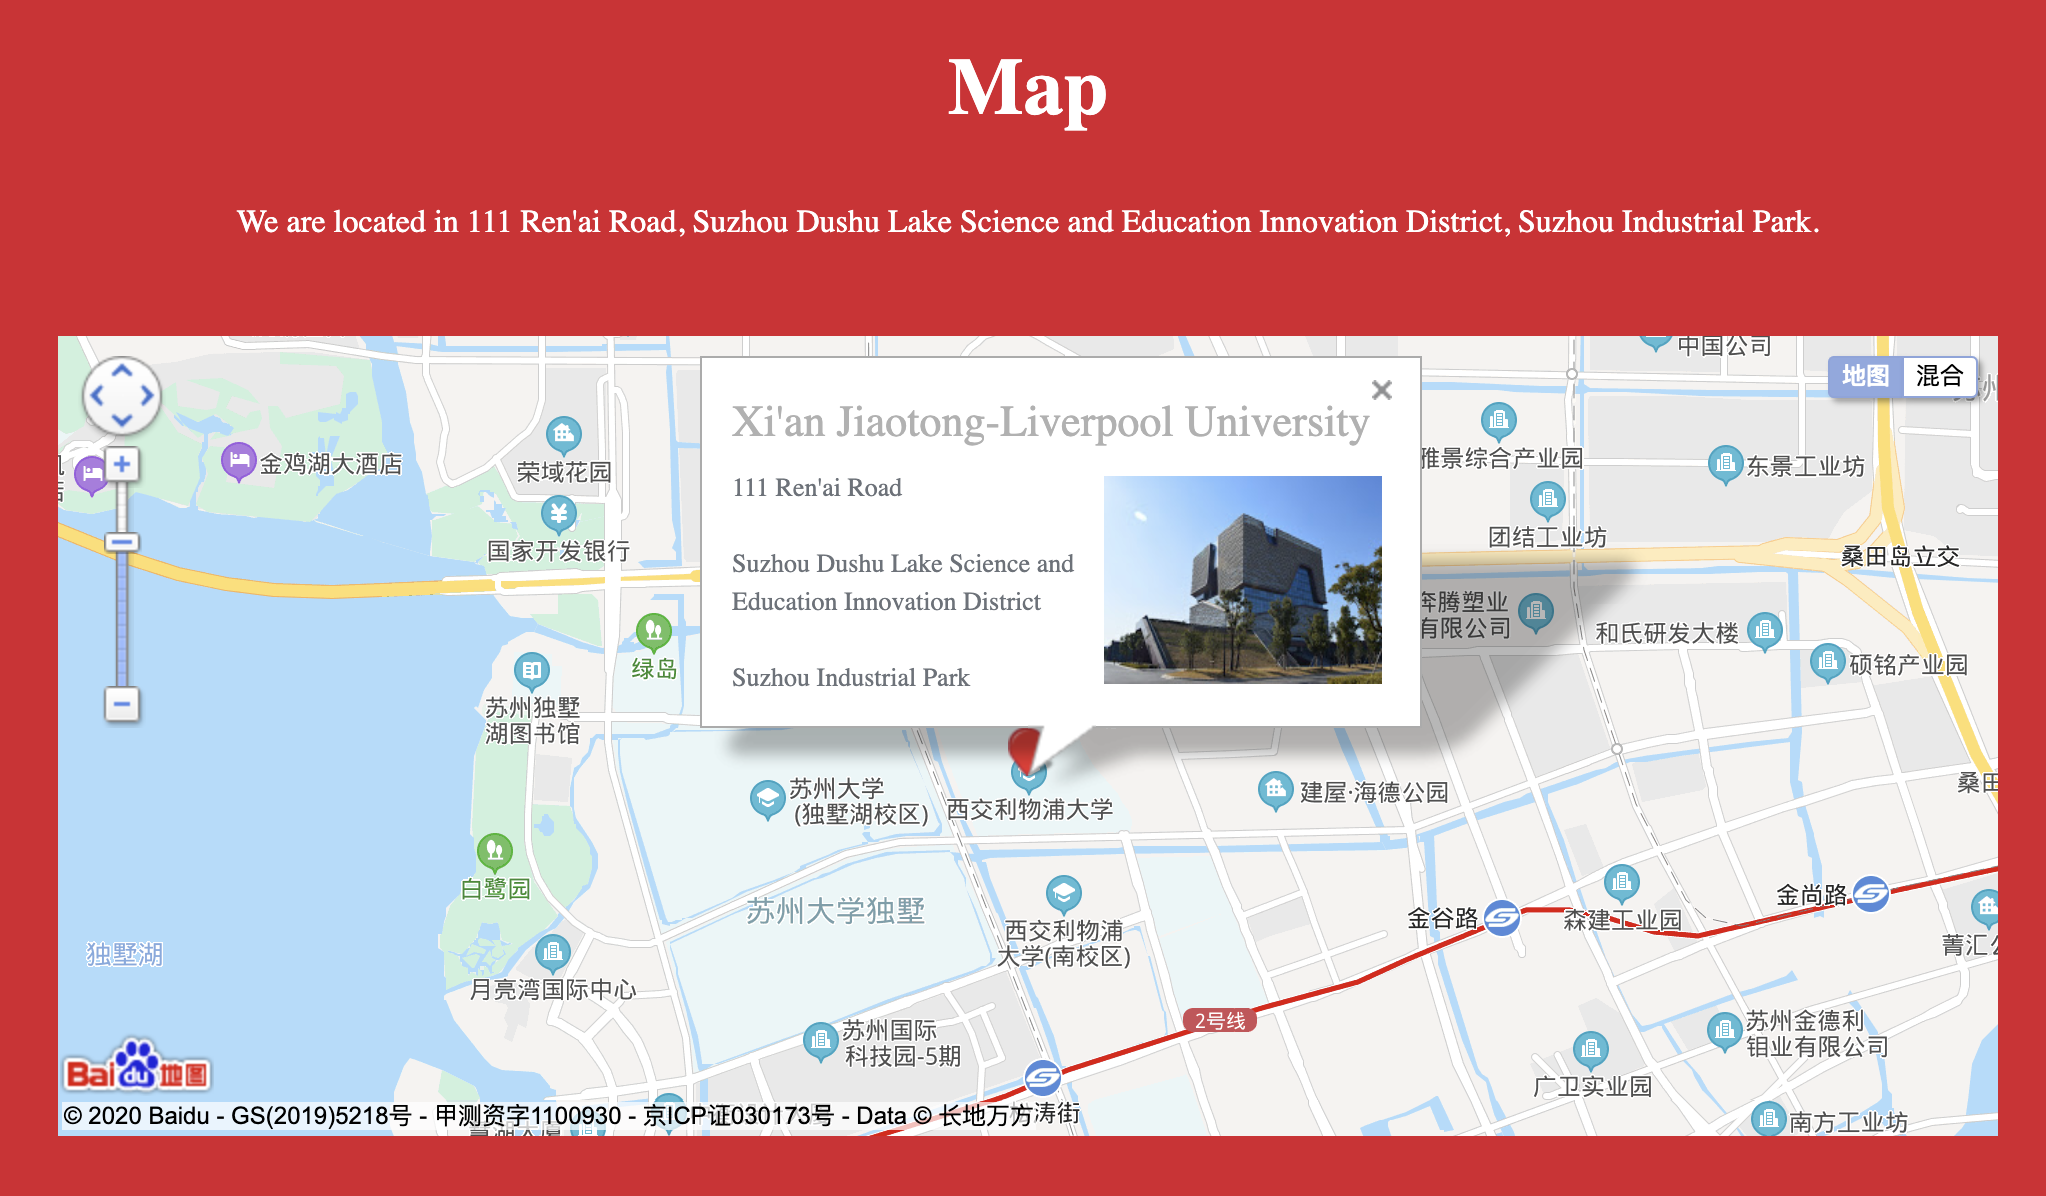 Map
We are located in 111 Ren'ai Road, Suzhou Dushu Lake Science and Education Innovation District, Suzhou Industrial Park.
中国公司
地图 混合
Xi'an Jiaotong-Liverpool University
111 Ren'ai Road
Suzhou Dushu Lake Science and
Education Innovation District
Suzhou Industrial Park
金鸡湖大酒店
荣域花园
国家开发银行
雅景综合产业园
东景工业坊
团结工业坊
桑田岛立交
奔腾塑业
有限公司
和氏研发大楼
硕铭产业园
绿岛
苏州独墅
湖图书馆
苏州大学
(独墅湖校区)
西交利物浦大学
建屋·海德公园
桑田
白鹭园
苏州大学独墅
西交利物浦
大学(南校区)
金谷路
森建工业园
金尚路
菁汇公
独墅湖
月亮湾国际中心
2号线
苏州国际
科技园-5期
苏州金德利
钼业有限公司
广卫实业园
南方工业坊
Bai du 地图
© 2020 Baidu - GS(2019)5218号 - 甲测资字1100930 - 京ICP证030173号 - Data © 长地万方
涛街